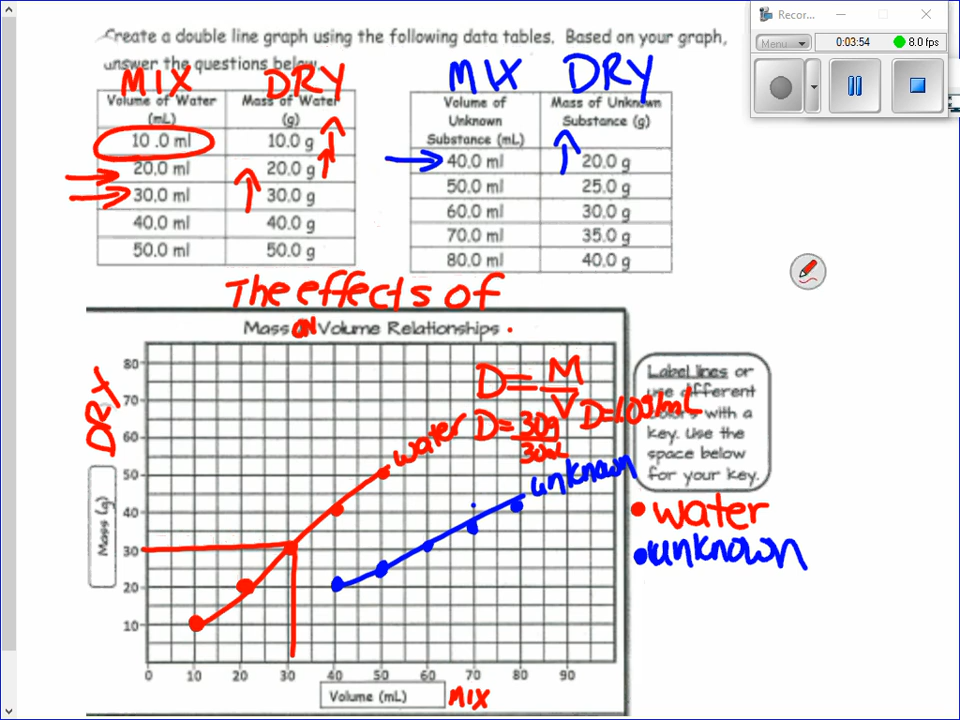 Create a double line graph using the following data tables. Based on your graph,
answer the questions below.
Recor...
Menu
0:03:54
8.0 fps
MIX DRY
MIX DRY
Volume of Water (mL) Mass of Water (g)
10.0 ml 10.0 g
20.0 ml 20.0 g
30.0 ml 30.0 g
40.0 ml 40.0 g
50.0 ml 50.0 g
Volume of Unknown Substance (mL) Mass of Unknown Substance (g)
40.0 ml 20.0 g
50.0 ml 25.0 g
60.0 ml 30.0 g
70.0 ml 35.0 g
80.0 ml 40.0 g
The effects of
Mass on Volume Relationships .
DRY
Mass (g)
80
70
60
50
40
30
20
10
0 10 20 30 40 50 60 70 80 90
Volume (mL) MIX
D = M/V
D = 30g/30mL
D = 1.0g/mL
water
unknown
Label lines or
use different
colors with a
key. Use the
space below
for your key.
water
unknown